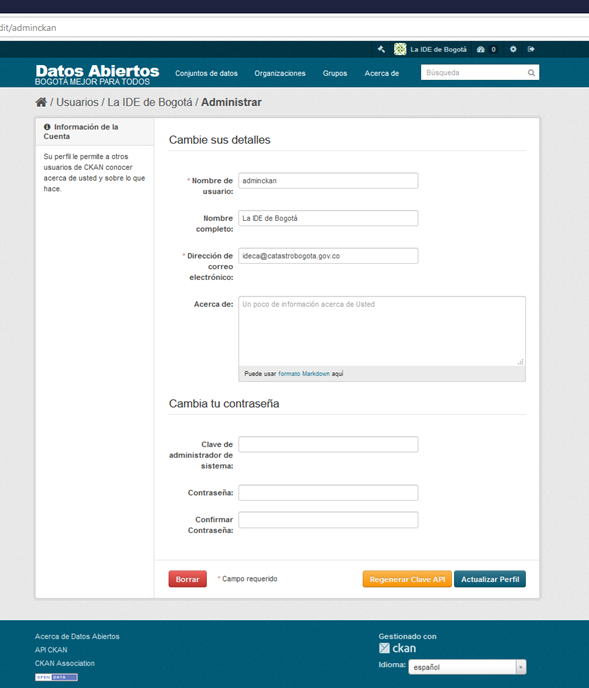 dit/adminckan
La IDE de Bogotá 0
Datos Abiertos
BOGOTÁ MEJOR PARA TODOS
Conjuntos de datos Organizaciones Grupos Acerca de Búsqueda
/ Usuarios / La IDE de Bogotá / Administrar
Información de la
Cuenta
Su perfil le permite a otros
usuarios de CKAN conocer
acerca de usted y sobre lo que
hace.
Cambie sus detalles
* Nombre de
usuario:
adminckan
Nombre
completo:
La IDE de Bogotá
* Dirección de
correo
electrónico:
ideca@catastrobogota.gov.co
Acerca de:
Un poco de información acerca de Usted
Puede usar formato Markdown aquí
Cambia tu contraseña
Clave de
administrador de
sistema:
Contraseña:
Confirmar
Contraseña:
Borrar * Campo requerido Regenerar Clave API Actualizar Perfil
Acerca de Datos Abiertos
API CKAN
CKAN Association
OPEN DATA
Gestionado con
ckan
Idioma: español